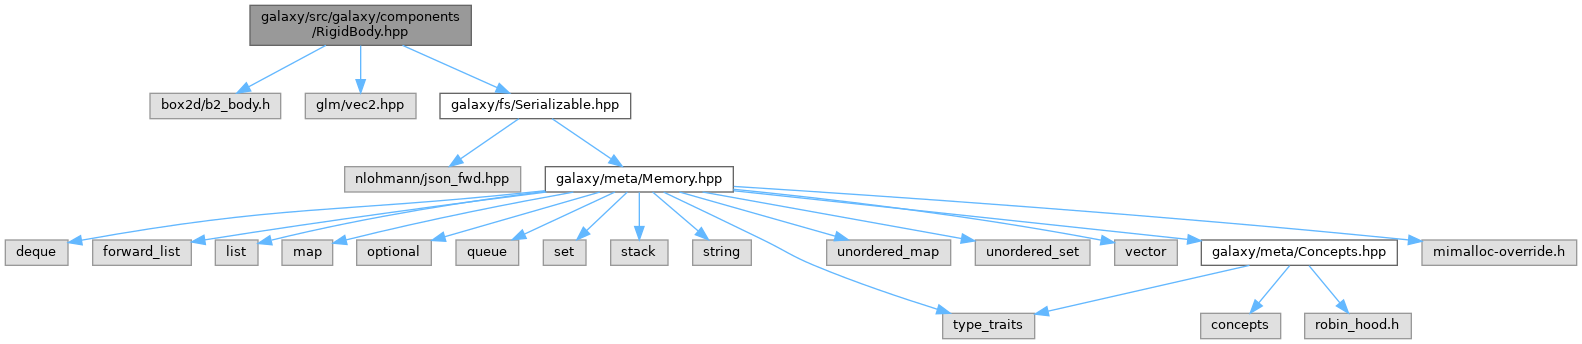 galaxy/src/galaxy/components
/RigidBody.hpp
box2d/b2_body.h
glm/vec2.hpp
galaxy/fs/Serializable.hpp
nlohmann/json_fwd.hpp
galaxy/meta/Memory.hpp
deque
forward_list
list
map
optional
queue
set
stack
string
unordered_map
unordered_set
vector
galaxy/meta/Concepts.hpp
mimalloc-override.h
type_traits
concepts
robin_hood.h